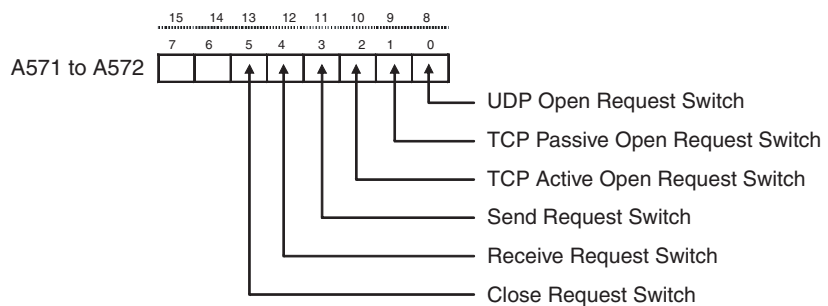 15 14 13 12 11 10 9 8
7 6 5 4 3 2 1 0
A571 to A572
UDP Open Request Switch
TCP Passive Open Request Switch
TCP Active Open Request Switch
Send Request Switch
Receive Request Switch
Close Request Switch